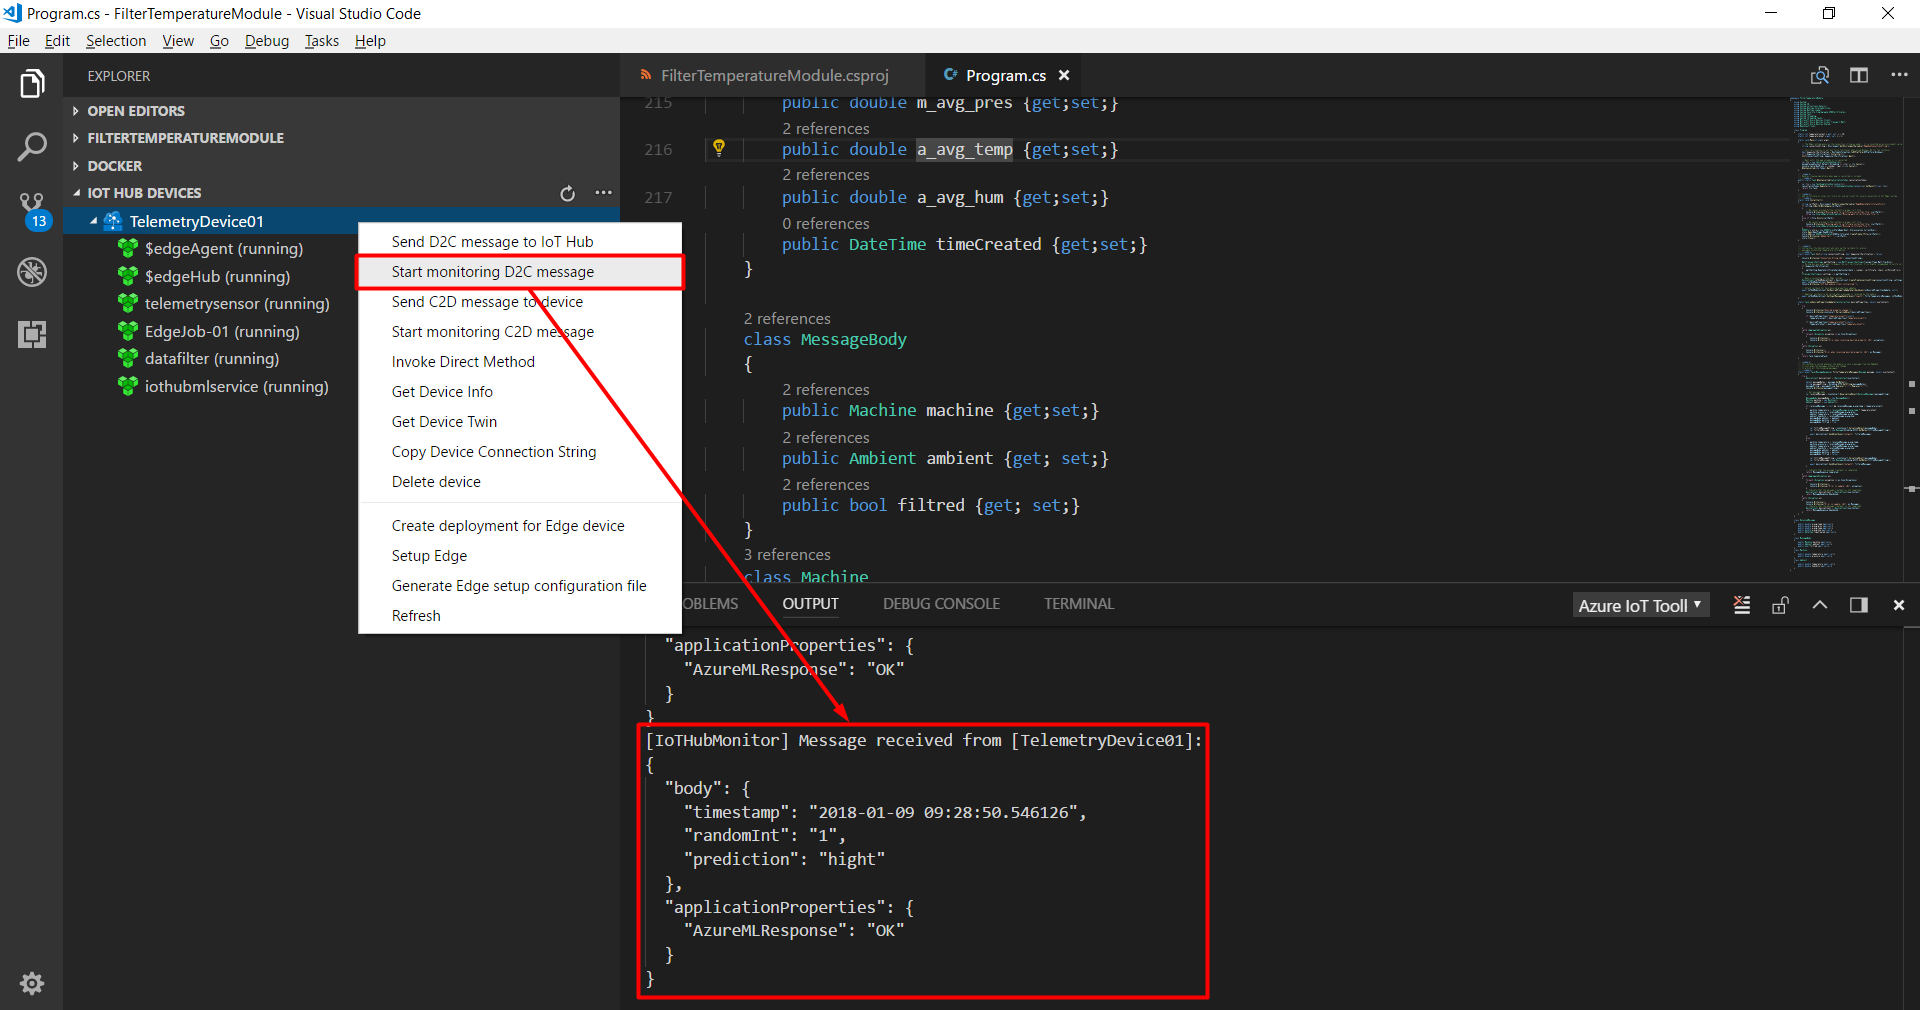 Program.cs - FilterTemperatureModule - Visual Studio Code
File Edit Selection View Go Debug Tasks Help
EXPLORER
OPEN EDITORS
FILTERTEMPERATUREMODULE
DOCKER
IOT HUB DEVICES
13
TelemetryDevice01
$edgeAgent (running)
$edgeHub (running)
telemetrysensor (running)
EdgeJob-01 (running)
datafilter (running)
iothubmlservice (running)
Send D2C message to IoT Hub
Start monitoring D2C message
Send C2D message to device
Start monitoring C2D message
Invoke Direct Method
Get Device Info
Get Device Twin
Copy Device Connection String
Delete device
Create deployment for Edge device
Setup Edge
Generate Edge setup configuration file
Refresh
FilterTemperatureModule.csproj
C# Program.cs
215 public double m_avg_pres {get;set;}
2 references
216 public double a_avg_temp {get;set;}
2 references
217 public double a_avg_hum {get;set;}
0 references
public DateTime timeCreated {get;set;}
}
2 references
class MessageBody
{
2 references
public Machine machine {get;set;}
2 references
public Ambient ambient {get; set;}
2 references
public bool filtred {get; set;}
}
3 references
class Machine
OBLEMS OUTPUT DEBUG CONSOLE TERMINAL
Azure IoT Tooll
"applicationProperties": {
"AzureMLResponse": "OK"
}
}
[IoTHubMonitor] Message received from [TelemetryDevice01]:
{
"body": {
"timestamp": "2018-01-09 09:28:50.546126",
"randomInt": "1",
"prediction": "hight"
},
"applicationProperties": {
"AzureMLResponse": "OK"
}
}